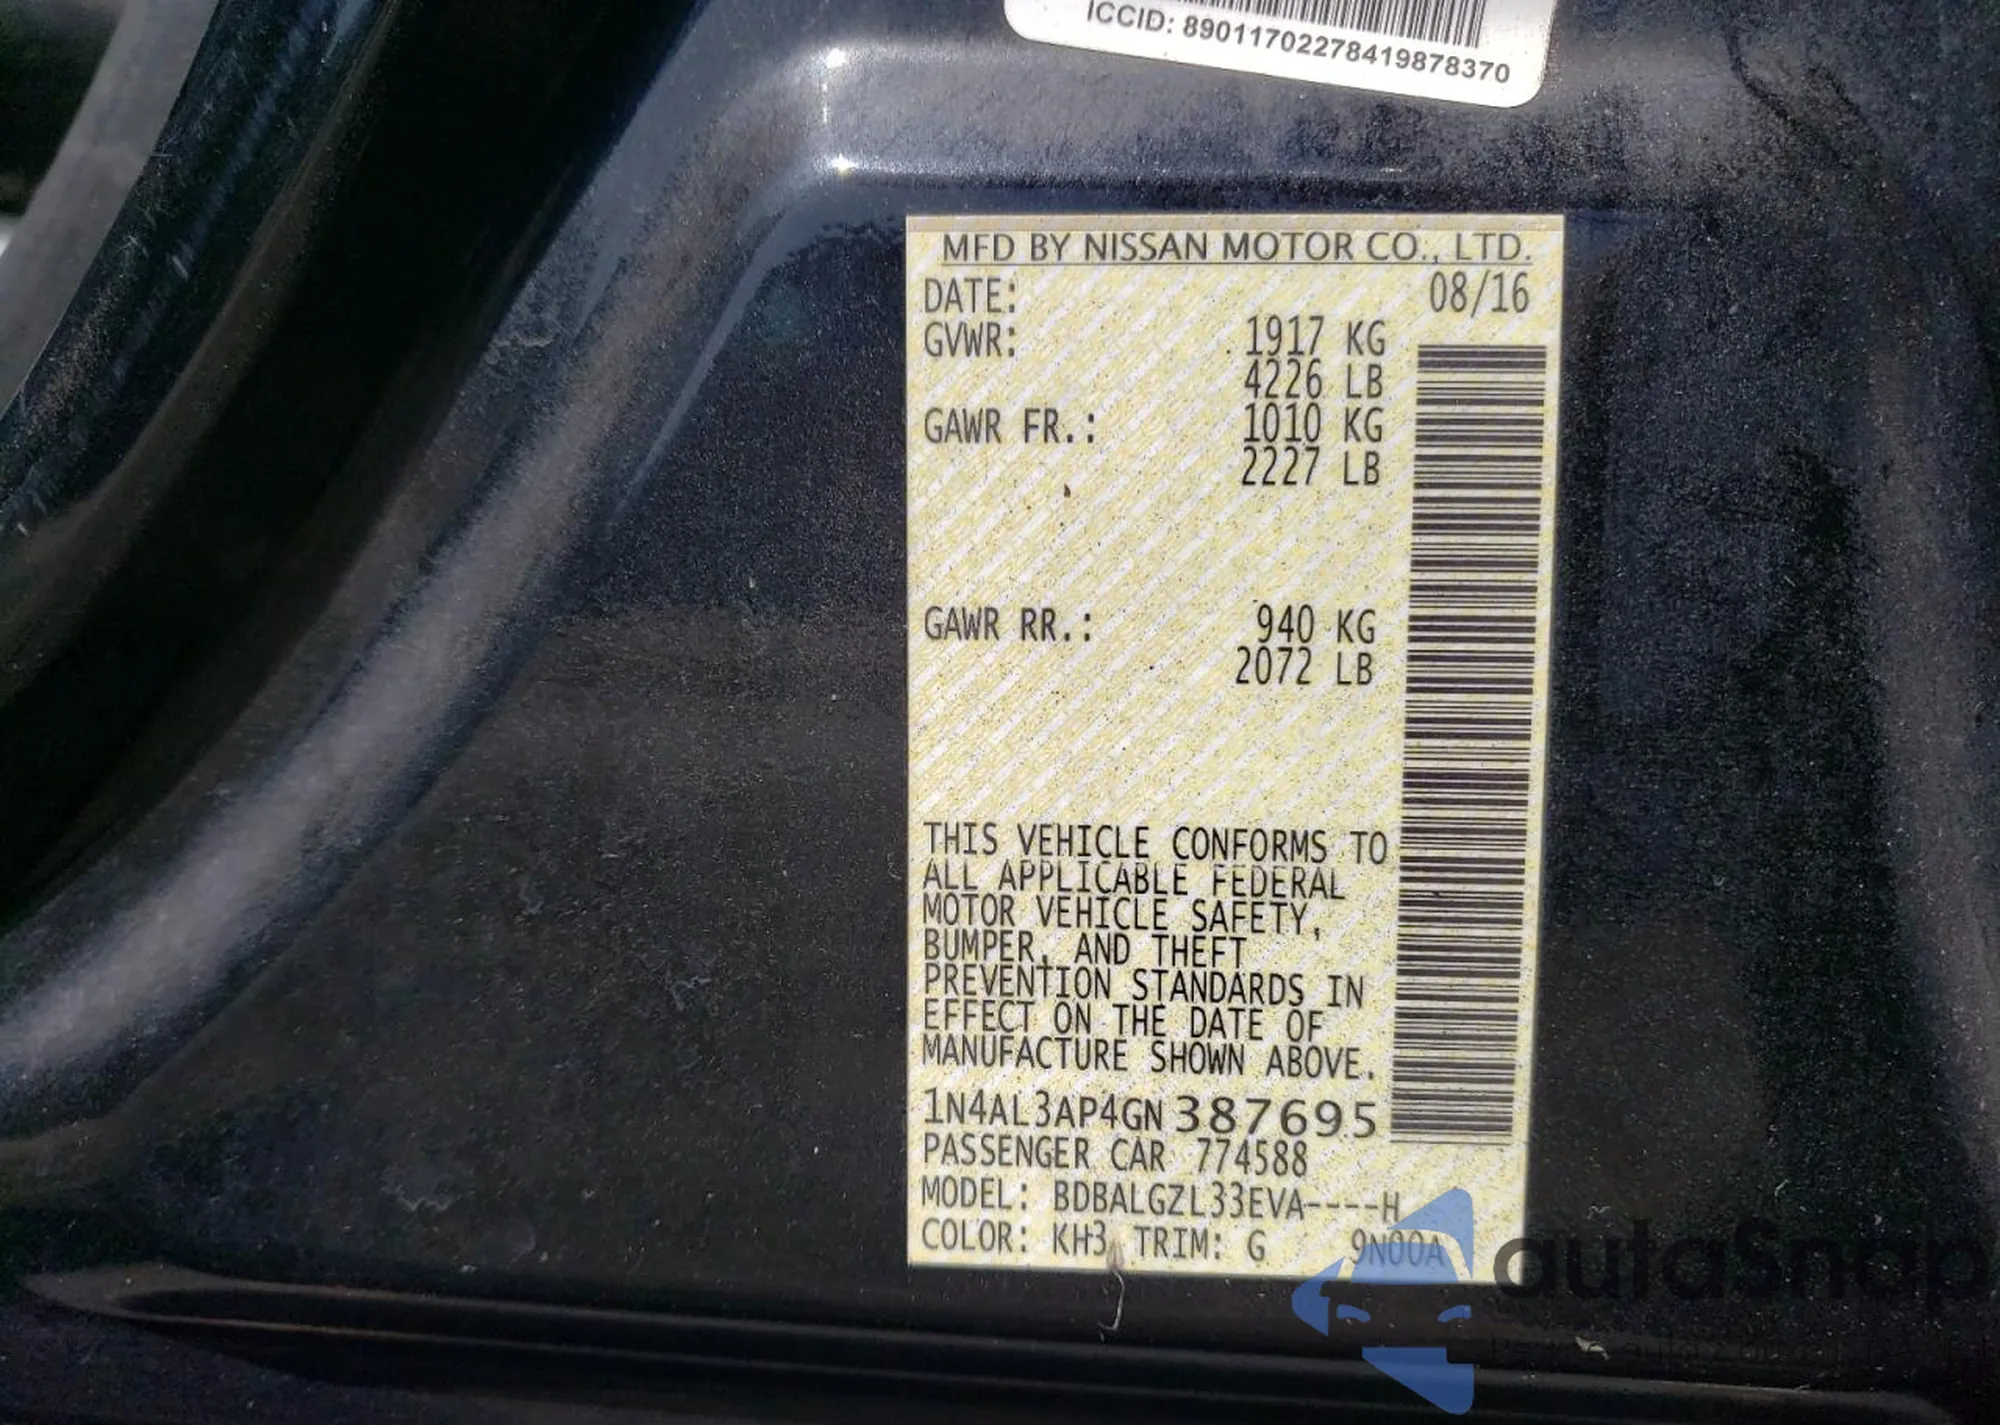 ICCID: 89011702278419878370
MFD BY NISSAN MOTOR CO., LTD.
DATE: 08/16
GVWR: 1917 KG
4226 LB
GAWR FR.: 1010 KG
2227 LB
GAWR RR.: 940 KG
2072 LB
THIS VEHICLE CONFORMS TO
ALL APPLICABLE FEDERAL
MOTOR VEHICLE SAFETY,
BUMPER, AND THEFT
PREVENTION STANDARDS IN
EFFECT ON THE DATE OF
MANUFACTURE SHOWN ABOVE.
1N4AL3AP4GN387695
PASSENGER CAR 774588
MODEL: BDBALGZL33EVA----H
COLOR: KH3 TRIM: G 9N00A
autoSnap